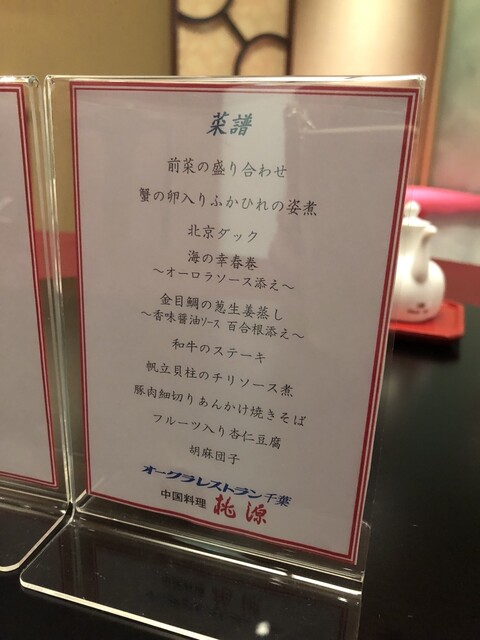 菜譜
前菜の盛り合わせ
蟹の卵入りふかひれの姿煮
北京ダック
海の幸春巻
～オーロラソース添え～
金目鯛の葱生姜蒸し
～香味醤油ソース 百合根添え～
和牛のステーキ
帆立貝柱のチリソース煮
豚肉細切りあんかけ焼きそば
フルーツ入り杏仁豆腐
胡麻団子
オークラレストラン千葉
中国料理 桃源